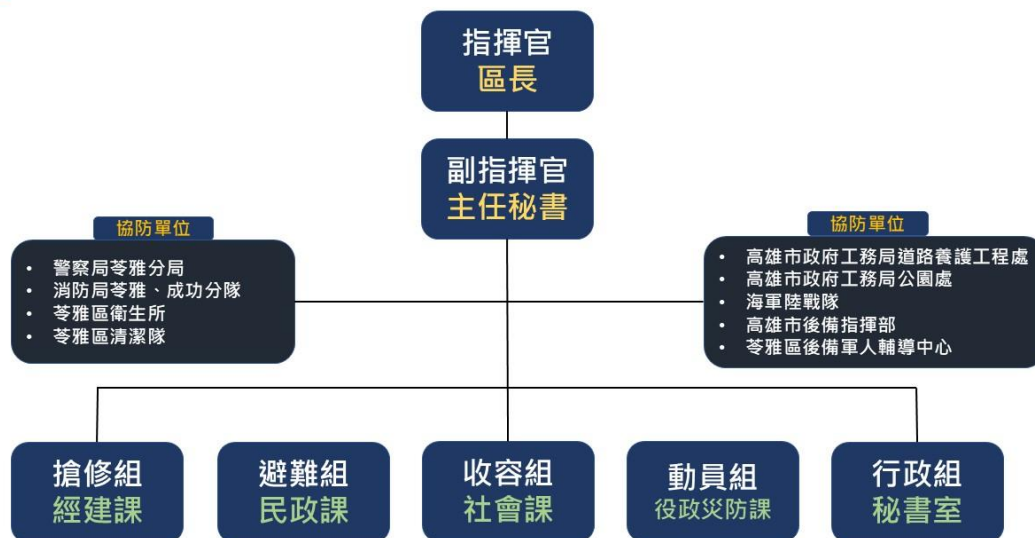 指揮官
區長
副指揮官
主任秘書
協防單位
• 警察局苓雅分局
• 消防局苓雅、成功分隊
• 苓雅區衛生所
• 苓雅區清潔隊
協防單位
• 高雄市政府工務局道路養護工程處
• 高雄市政府工務局公園處
• 海軍陸戰隊
• 高雄市後備指揮部
• 苓雅區後備軍人輔導中心
搶修組
經建課
避難組
民政課
收容組
社會課
動員組
役政災防課
行政組
秘書室